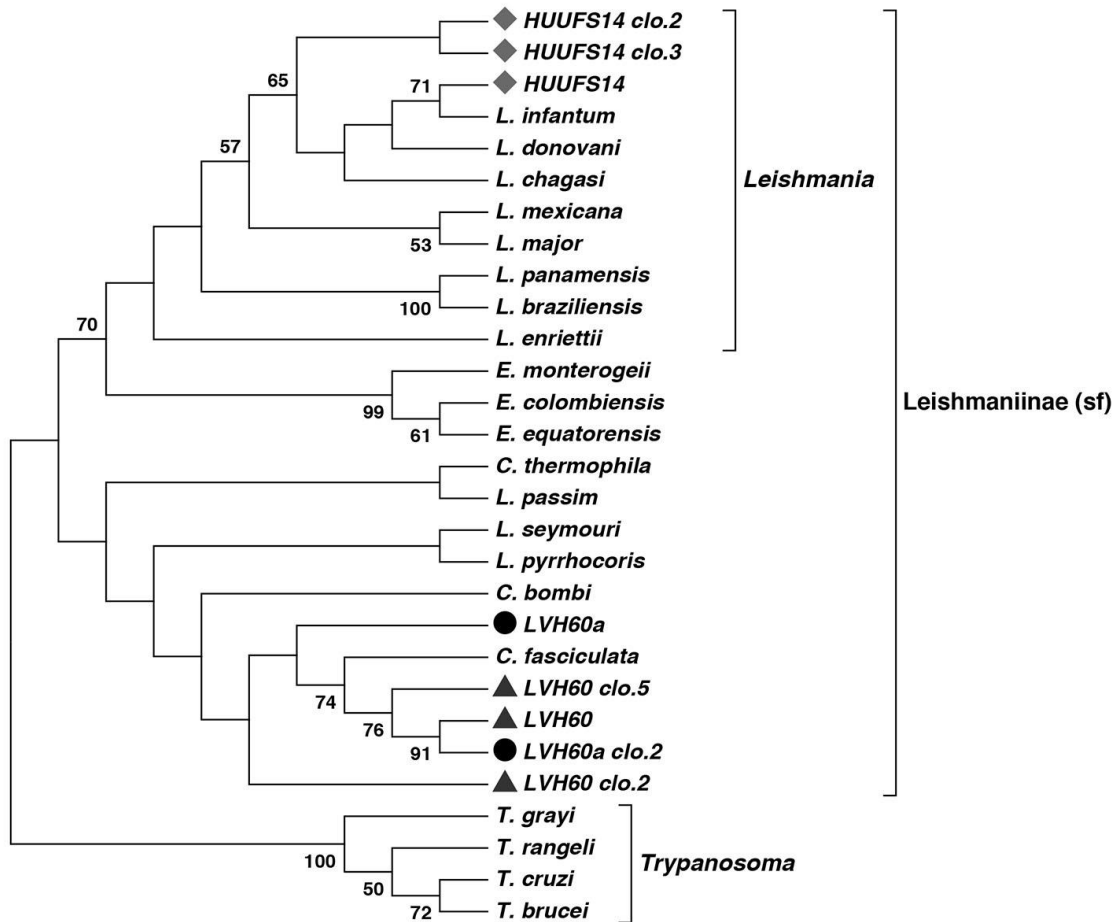 HUUFS14 clo.2
HUUFS14 clo.3
65
71
HUUFS14
L. infantum
57
L. donovani
L. chagasi
Leishmania
L. mexicana
53
L. major
L. panamensis
100
L. braziliensis
70
L. enriettii
E. monterogeii
99
E. colombiensis
Leishmaniinae (sf)
61
E. equatorensis
C. thermophila
L. passim
L. seymouri
L. pyrrhocoris
C. bombi
LVH60a
C. fasciculata
74
LVH60 clo.5
76
LVH60
91
LVH60a clo.2
LVH60 clo.2
T. grayi
100
T. rangeli
Trypanosoma
50
T. cruzi
72
T. brucei